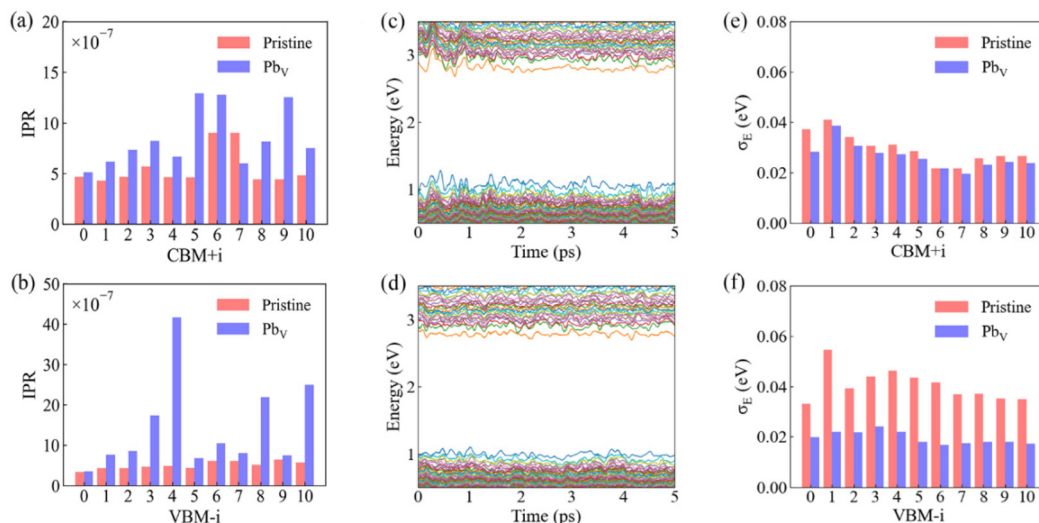 (a)
20
×10⁻⁷
Pristine
Pb_V
15
IPR
10
5
0
0 1 2 3 4 5 6 7 8 9 10
CBM+i
(c)
3
Energy (eV)
2
1
0 1 2 3 4 5
Time (ps)
(e)
0.08
Pristine
0.06
Pb_V
σ_E (eV)
0.04
0.02
0.00
0 1 2 3 4 5 6 7 8 9 10
CBM+i
(b)
50
×10⁻⁷
Pristine
40
Pb_V
30
IPR
20
10
0
0 1 2 3 4 5 6 7 8 9 10
VBM-i
(d)
3
Energy (eV)
2
1
0 1 2 3 4 5
Time (ps)
(f)
0.08
Pristine
0.06
Pb_V
σ_E (eV)
0.04
0.02
0.00
0 1 2 3 4 5 6 7 8 9 10
VBM-i